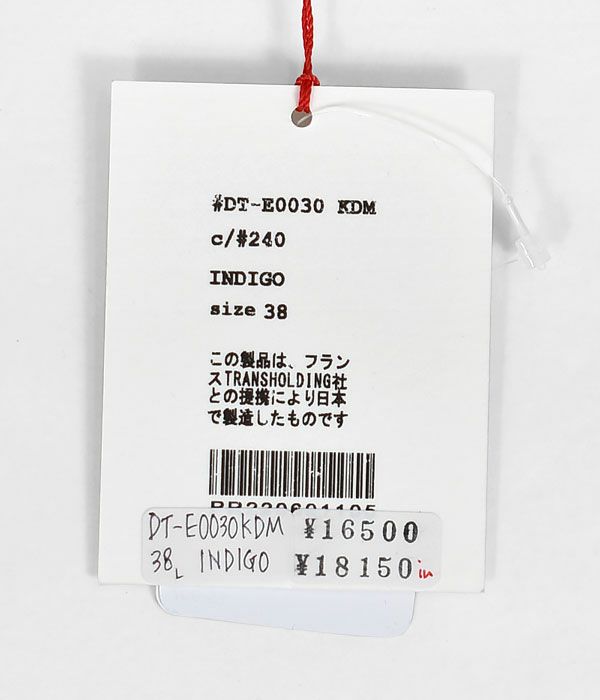 #DT-E0030 KDM
c/#240
INDIGO
size 38
この製品は、フラン
スTRANSHOLDING社
との提携により日本
で製造したものです
DT-E0030KDM ¥16500
38L INDIGO ¥18150 in